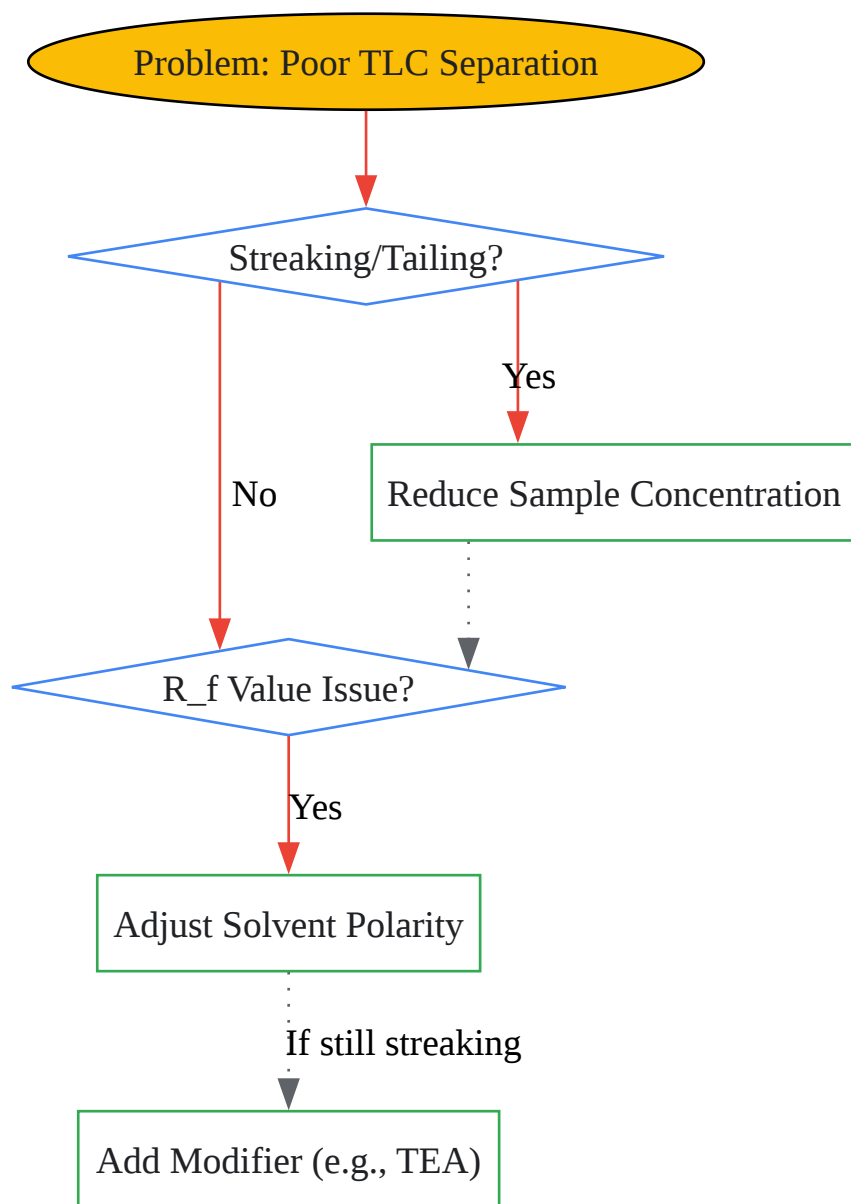 Problem: Poor TLC Separation
Streaking/Tailing?
Yes
No
Reduce Sample Concentration
R_f Value Issue?
Yes
Adjust Solvent Polarity
If still streaking
Add Modifier (e.g., TEA)